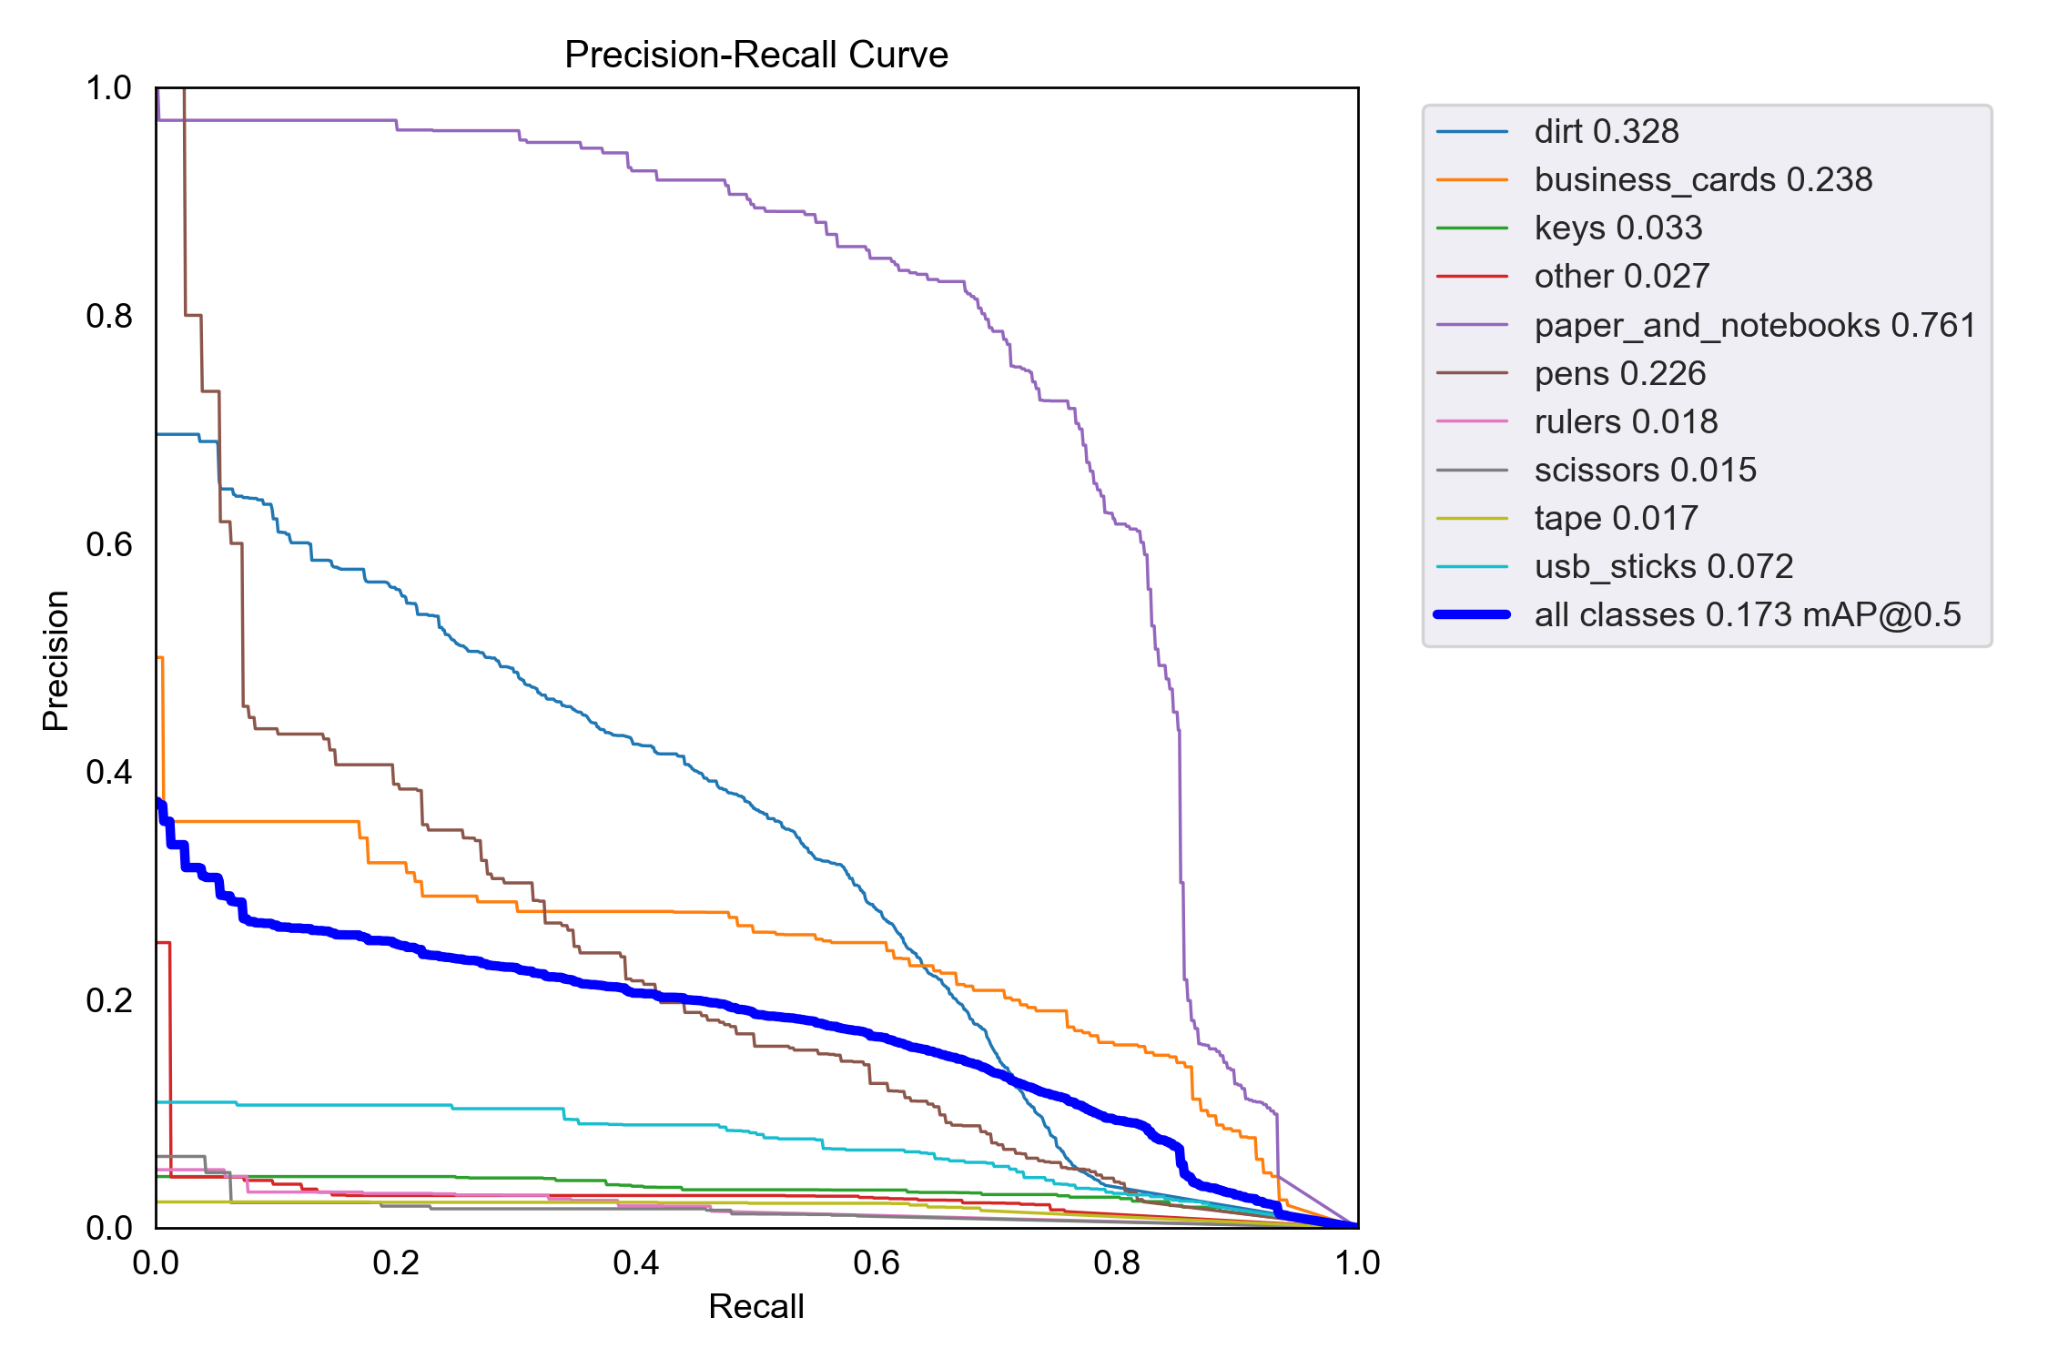 Precision-Recall Curve
1.0
0.8
0.6
0.4
0.2
0.0
Precision
0.0 0.2 0.4 0.6 0.8 1.0
Recall
dirt 0.328
business_cards 0.238
keys 0.033
other 0.027
paper_and_notebooks 0.761
pens 0.226
rulers 0.018
scissors 0.015
tape 0.017
usb_sticks 0.072
all classes 0.173 mAP@0.5